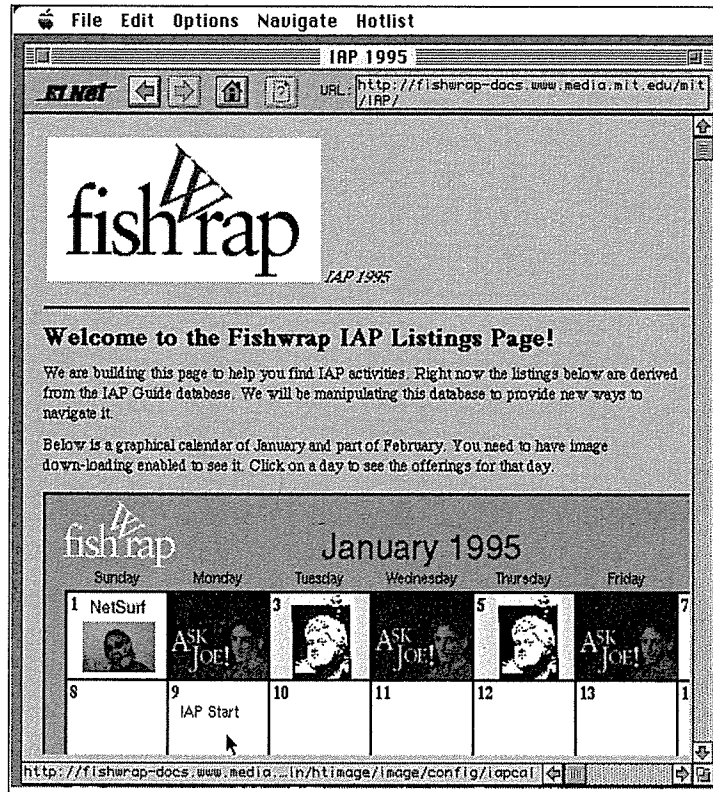 File Edit Options Navigate Hotlist
IAP 1995
EINet
URL: http://fishwrap-docs.www.media.mit.edu/mit
/IAP/
fishWrap
IAP 1995
Welcome to the Fishwrap IAP Listings Page!
We are building this page to help you find IAP activities. Right now the listings below are derived
from the IAP Guide database. We will be manipulating this database to provide new ways to
navigate it.
Below is a graphical calendar of January and part of February. You need to have image
down-loading enabled to see it. Click on a day to see the offerings for that day.
fishWrap
January 1995
Sunday Monday Tuesday Wednesday Thursday Friday
1 NetSurf ASK JOE! 3 ASK JOE! 5 ASK JOE! 7
8 9 10 11 12 13 1
IAP Start
http://fishwrap-docs.www.media...in/htimage/image/config/iapcal